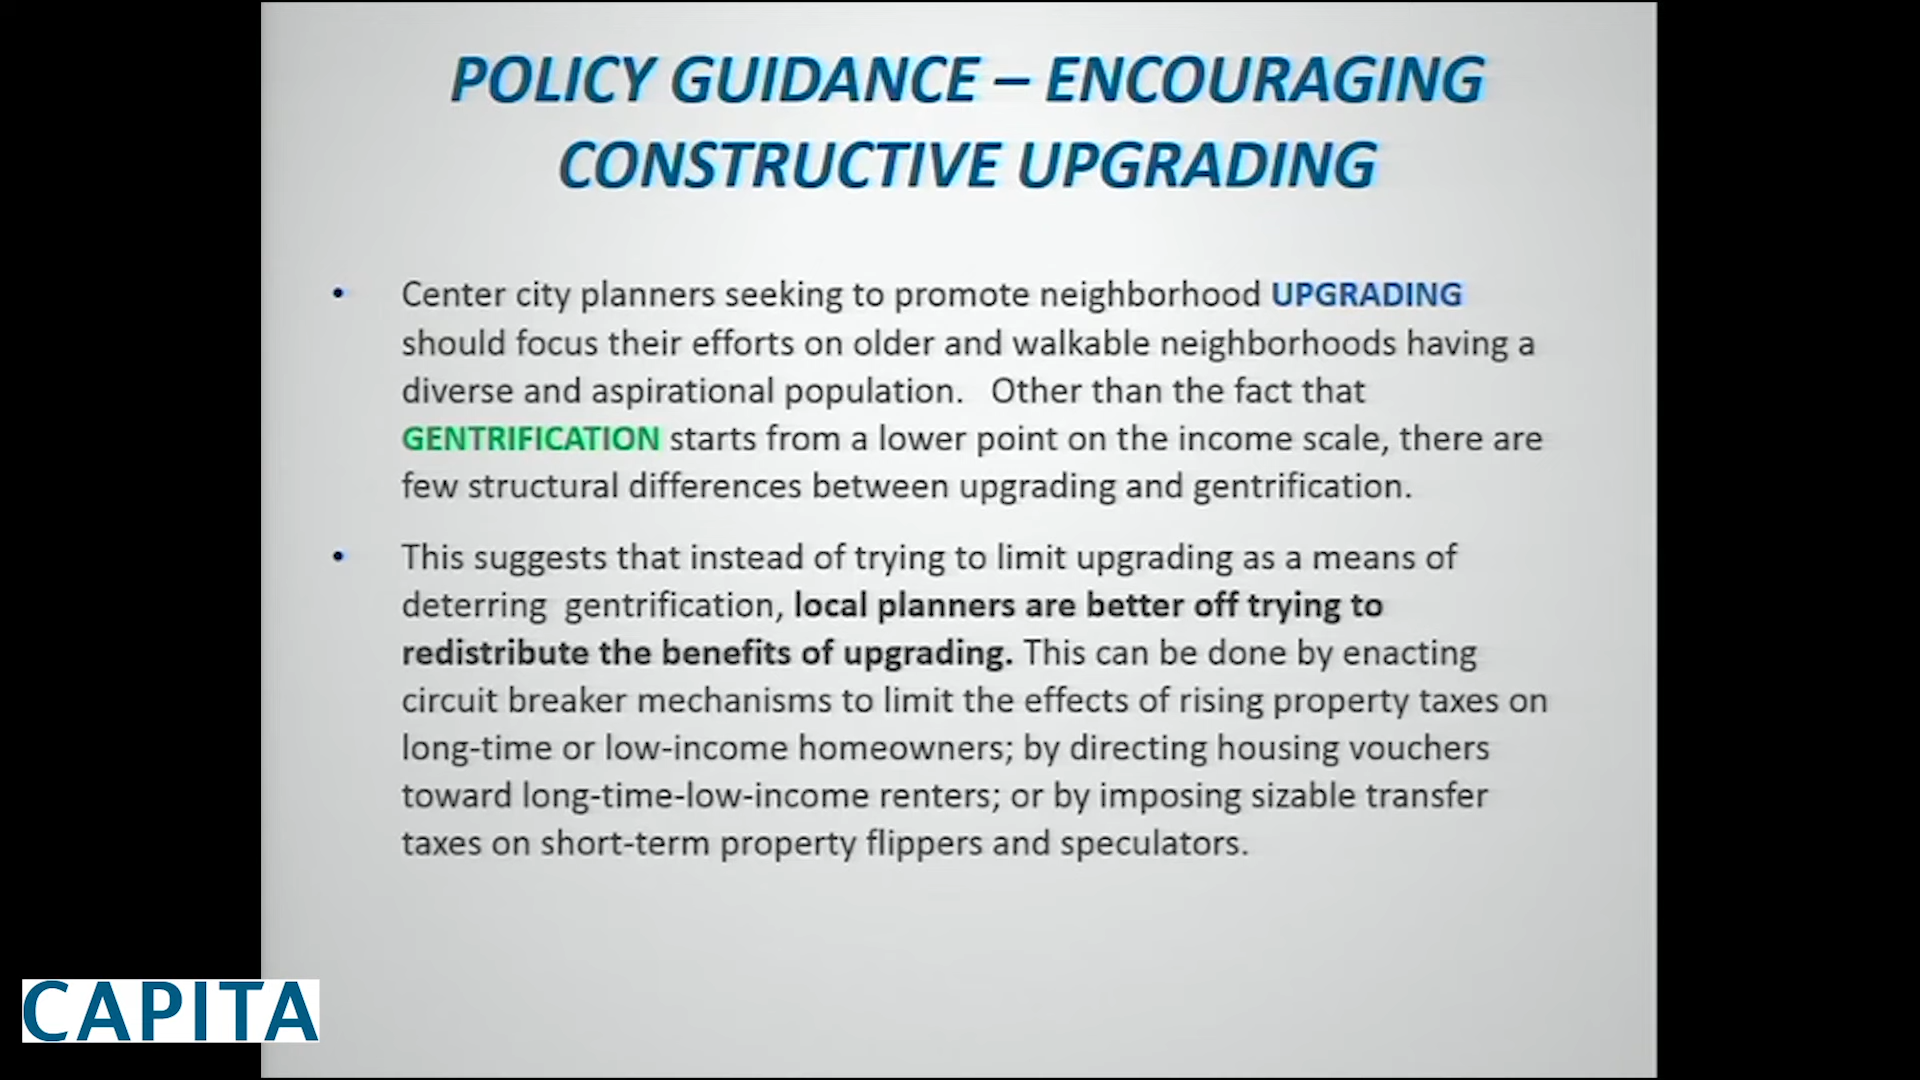 POLICY GUIDANCE – ENCOURAGING
CONSTRUCTIVE UPGRADING
• Center city planners seeking to promote neighborhood UPGRADING
should focus their efforts on older and walkable neighborhoods having a
diverse and aspirational population. Other than the fact that
GENTRIFICATION starts from a lower point on the income scale, there are
few structural differences between upgrading and gentrification.
• This suggests that instead of trying to limit upgrading as a means of
deterring gentrification, local planners are better off trying to
redistribute the benefits of upgrading. This can be done by enacting
circuit breaker mechanisms to limit the effects of rising property taxes on
long-time or low-income homeowners; by directing housing vouchers
toward long-time-low-income renters; or by imposing sizable transfer
taxes on short-term property flippers and speculators.
CAPITA